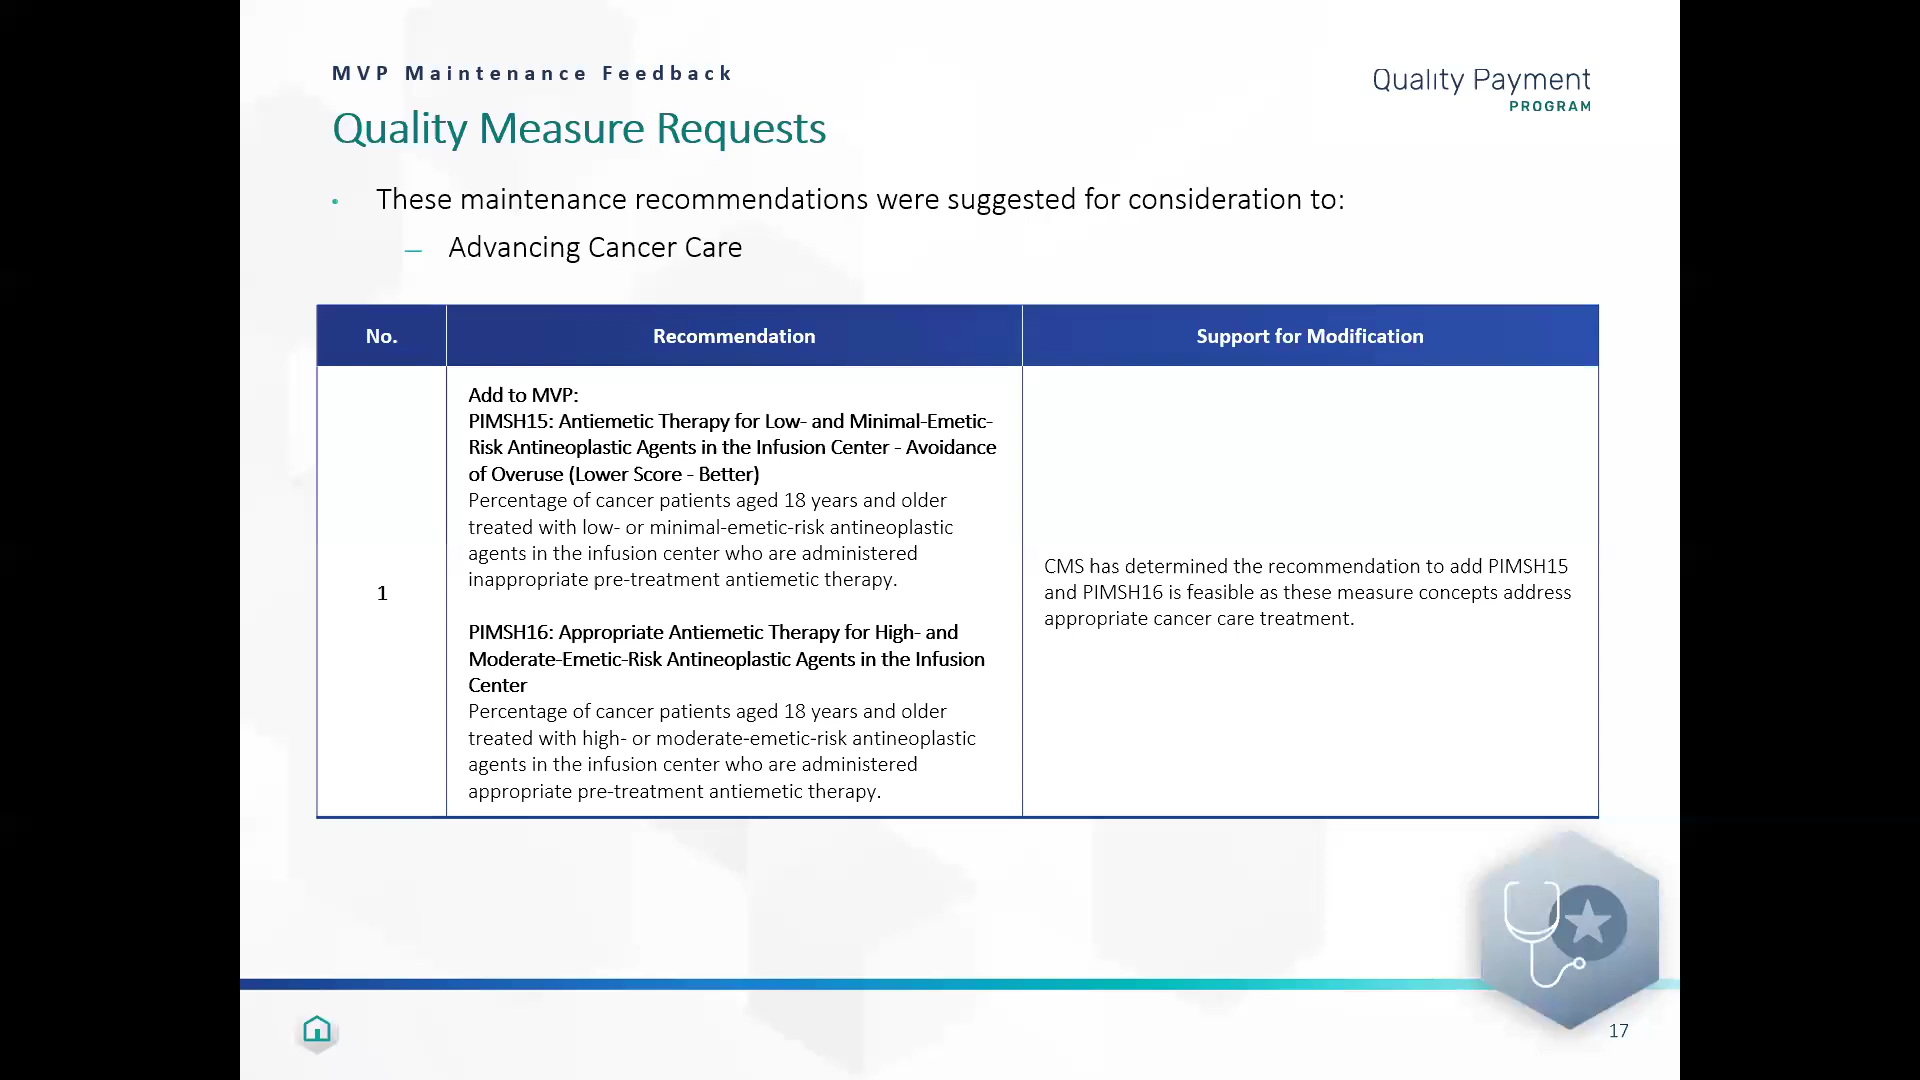 MVP Maintenance Feedback
Quality Payment
PROGRAM
Quality Measure Requests
• These maintenance recommendations were suggested for consideration to:
– Advancing Cancer Care
No.
Recommendation
Support for Modification
1
Add to MVP:
PIMSH15: Antiemetic Therapy for Low- and Minimal-Emetic-
Risk Antineoplastic Agents in the Infusion Center - Avoidance
of Overuse (Lower Score - Better)
Percentage of cancer patients aged 18 years and older
treated with low- or minimal-emetic-risk antineoplastic
agents in the infusion center who are administered
inappropriate pre-treatment antiemetic therapy.
PIMSH16: Appropriate Antiemetic Therapy for High- and
Moderate-Emetic-Risk Antineoplastic Agents in the Infusion
Center
Percentage of cancer patients aged 18 years and older
treated with high- or moderate-emetic-risk antineoplastic
agents in the infusion center who are administered
appropriate pre-treatment antiemetic therapy.
CMS has determined the recommendation to add PIMSH15
and PIMSH16 is feasible as these measure concepts address
appropriate cancer care treatment.
17